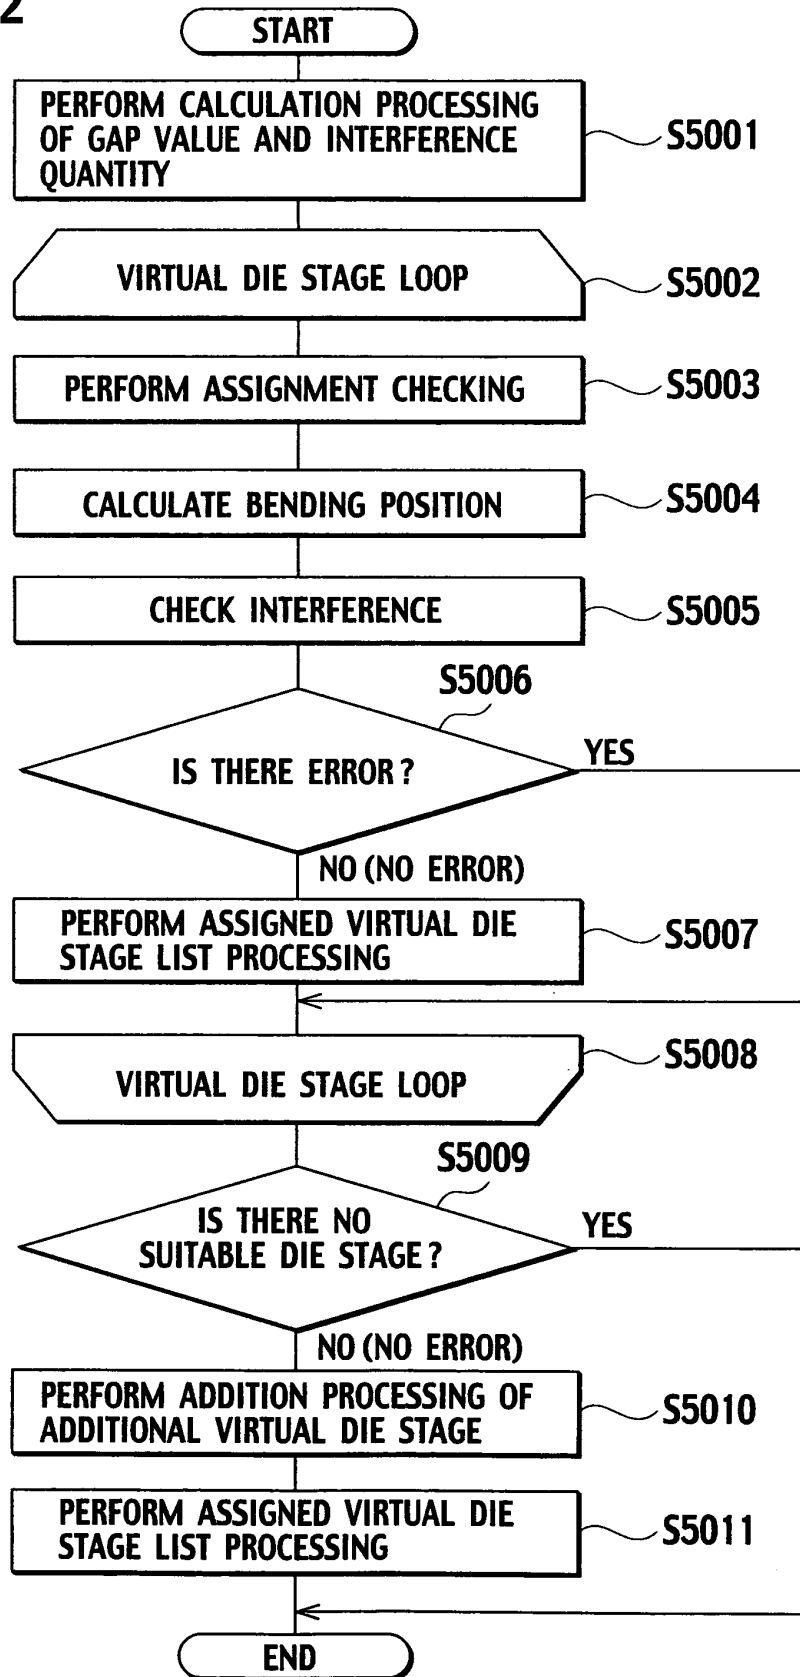 2
START
PERFORM CALCULATION PROCESSING
OF GAP VALUE AND INTERFERENCE
QUANTITY
S5001
VIRTUAL DIE STAGE LOOP
S5002
PERFORM ASSIGNMENT CHECKING
S5003
CALCULATE BENDING POSITION
S5004
CHECK INTERFERENCE
S5005
S5006
IS THERE ERROR?
YES
NO (NO ERROR)
PERFORM ASSIGNED VIRTUAL DIE
STAGE LIST PROCESSING
S5007
VIRTUAL DIE STAGE LOOP
S5008
S5009
IS THERE NO
SUITABLE DIE STAGE?
YES
NO (NO ERROR)
PERFORM ADDITION PROCESSING OF
ADDITIONAL VIRTUAL DIE STAGE
S5010
PERFORM ASSIGNED VIRTUAL DIE
STAGE LIST PROCESSING
S5011
END